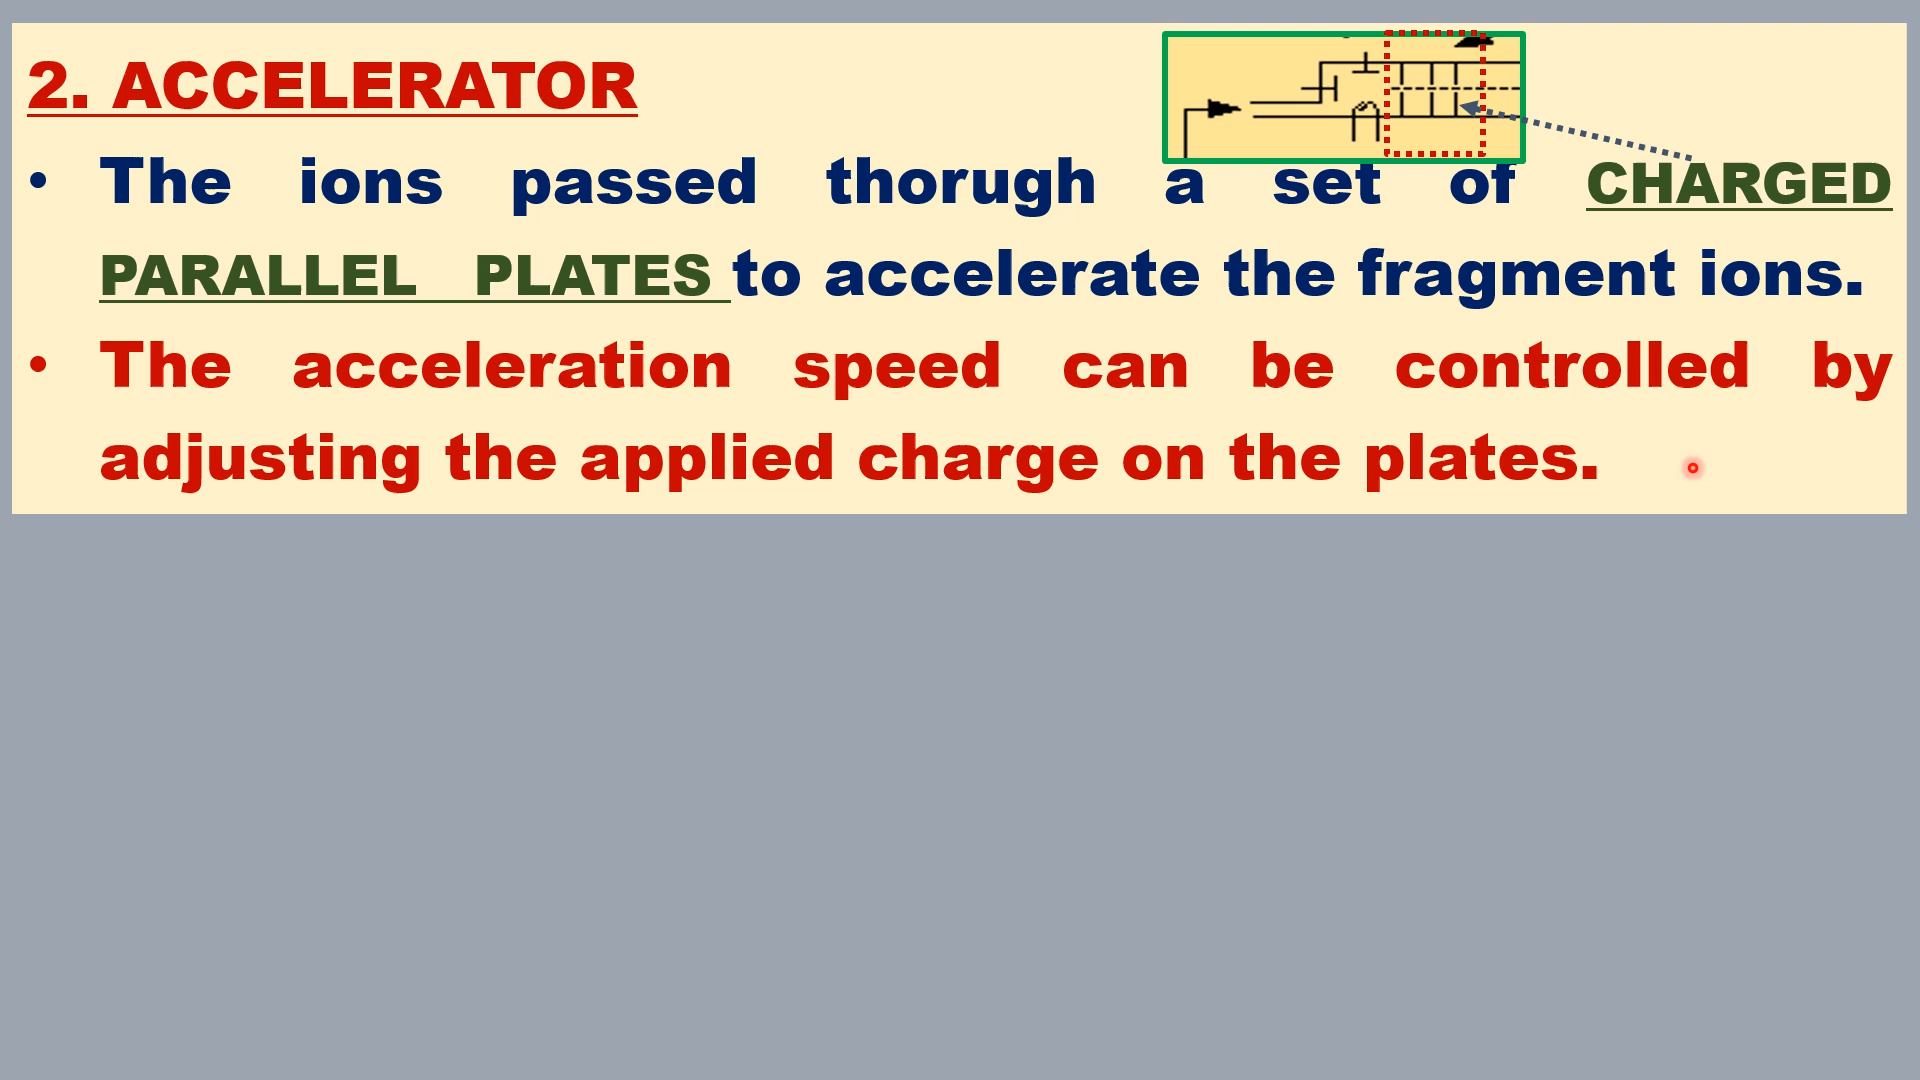 2. ACCELERATOR
• The ions passed thorugh a set of CHARGED
PARALLEL PLATES to accelerate the fragment ions.
• The acceleration speed can be controlled by
adjusting the applied charge on the plates.